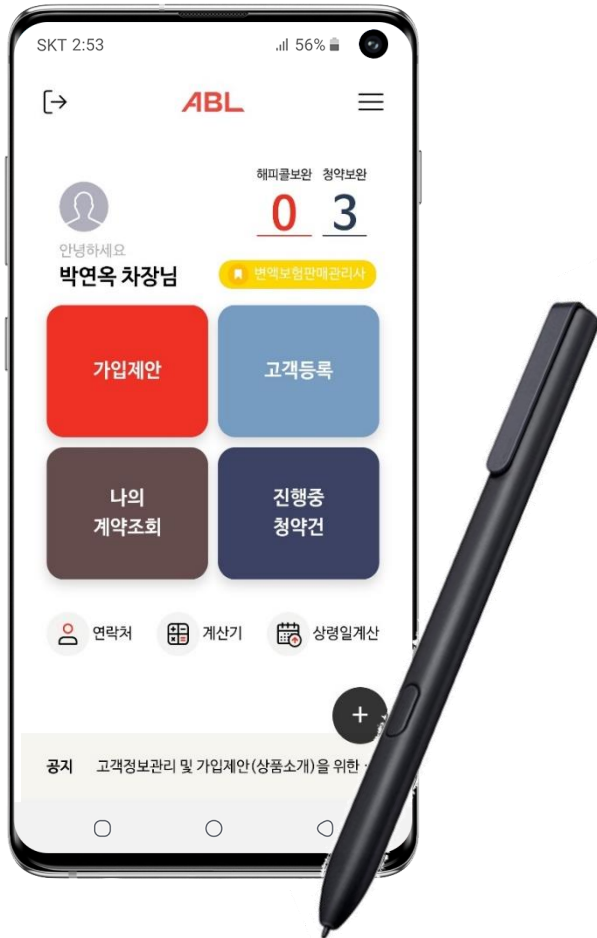 SKT 2:53
56%
ABL
해피콜보완 청약보완
0 3
안녕하세요
박연옥 차장님
변액보험판매관리사
가입제안
고객등록
나의
계약조회
진행중
청약건
연락처
계산기
상령일계산
+
공지 고객정보관리 및 가입제안(상품소개)을 위한